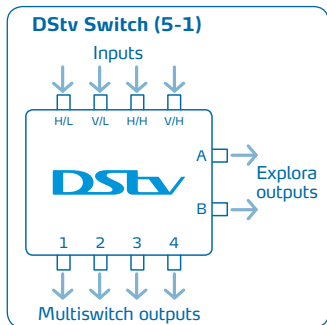 DStv Switch (5-1)
Inputs
H/L V/L H/H V/H
A
DStv
Explora
outputs
B
1 2 3 4
Multiswitch outputs